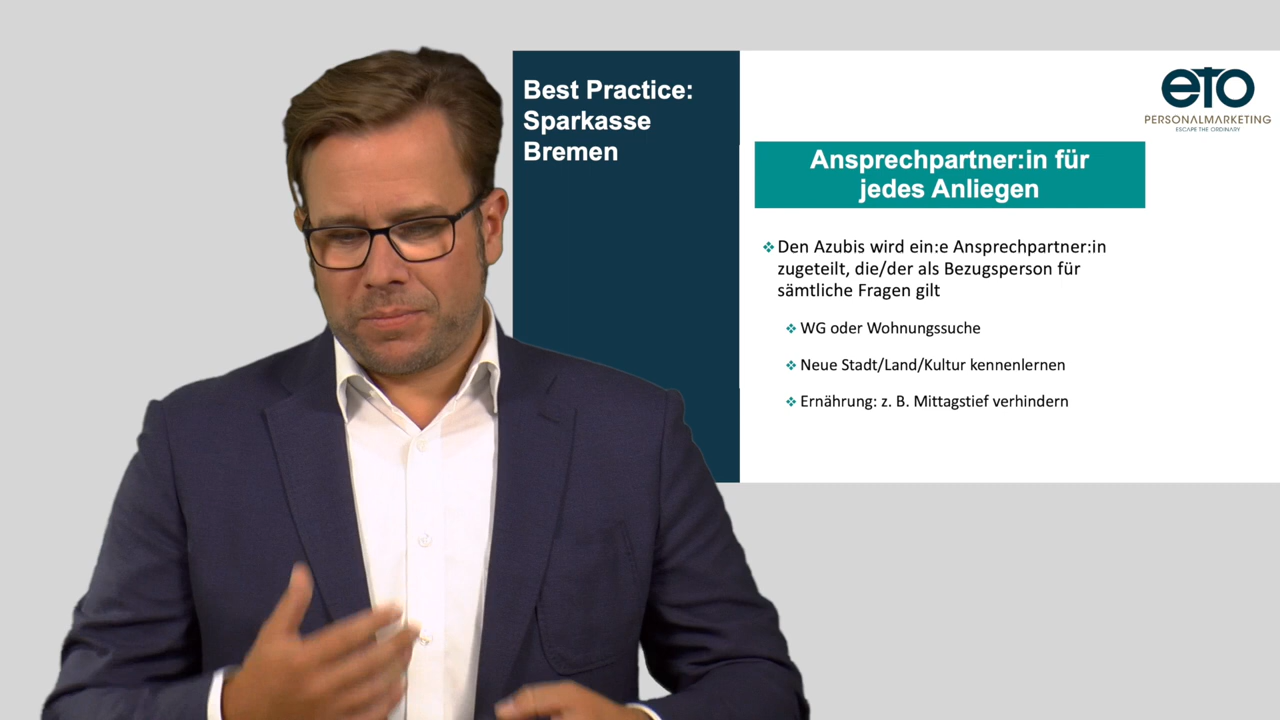 Best Practice:
Sparkasse
Bremen
eTO
PERSONALMARKETING
ESCAPE THE ORDINARY
Ansprechpartner:in für
jedes Anliegen
❖ Den Azubis wird ein:e Ansprechpartner:in
zugeteilt, die/der als Bezugsperson für
sämtliche Fragen gilt
❖ WG oder Wohnungssuche
❖ Neue Stadt/Land/Kultur kennenlernen
❖ Ernährung: z. B. Mittagstief verhindern